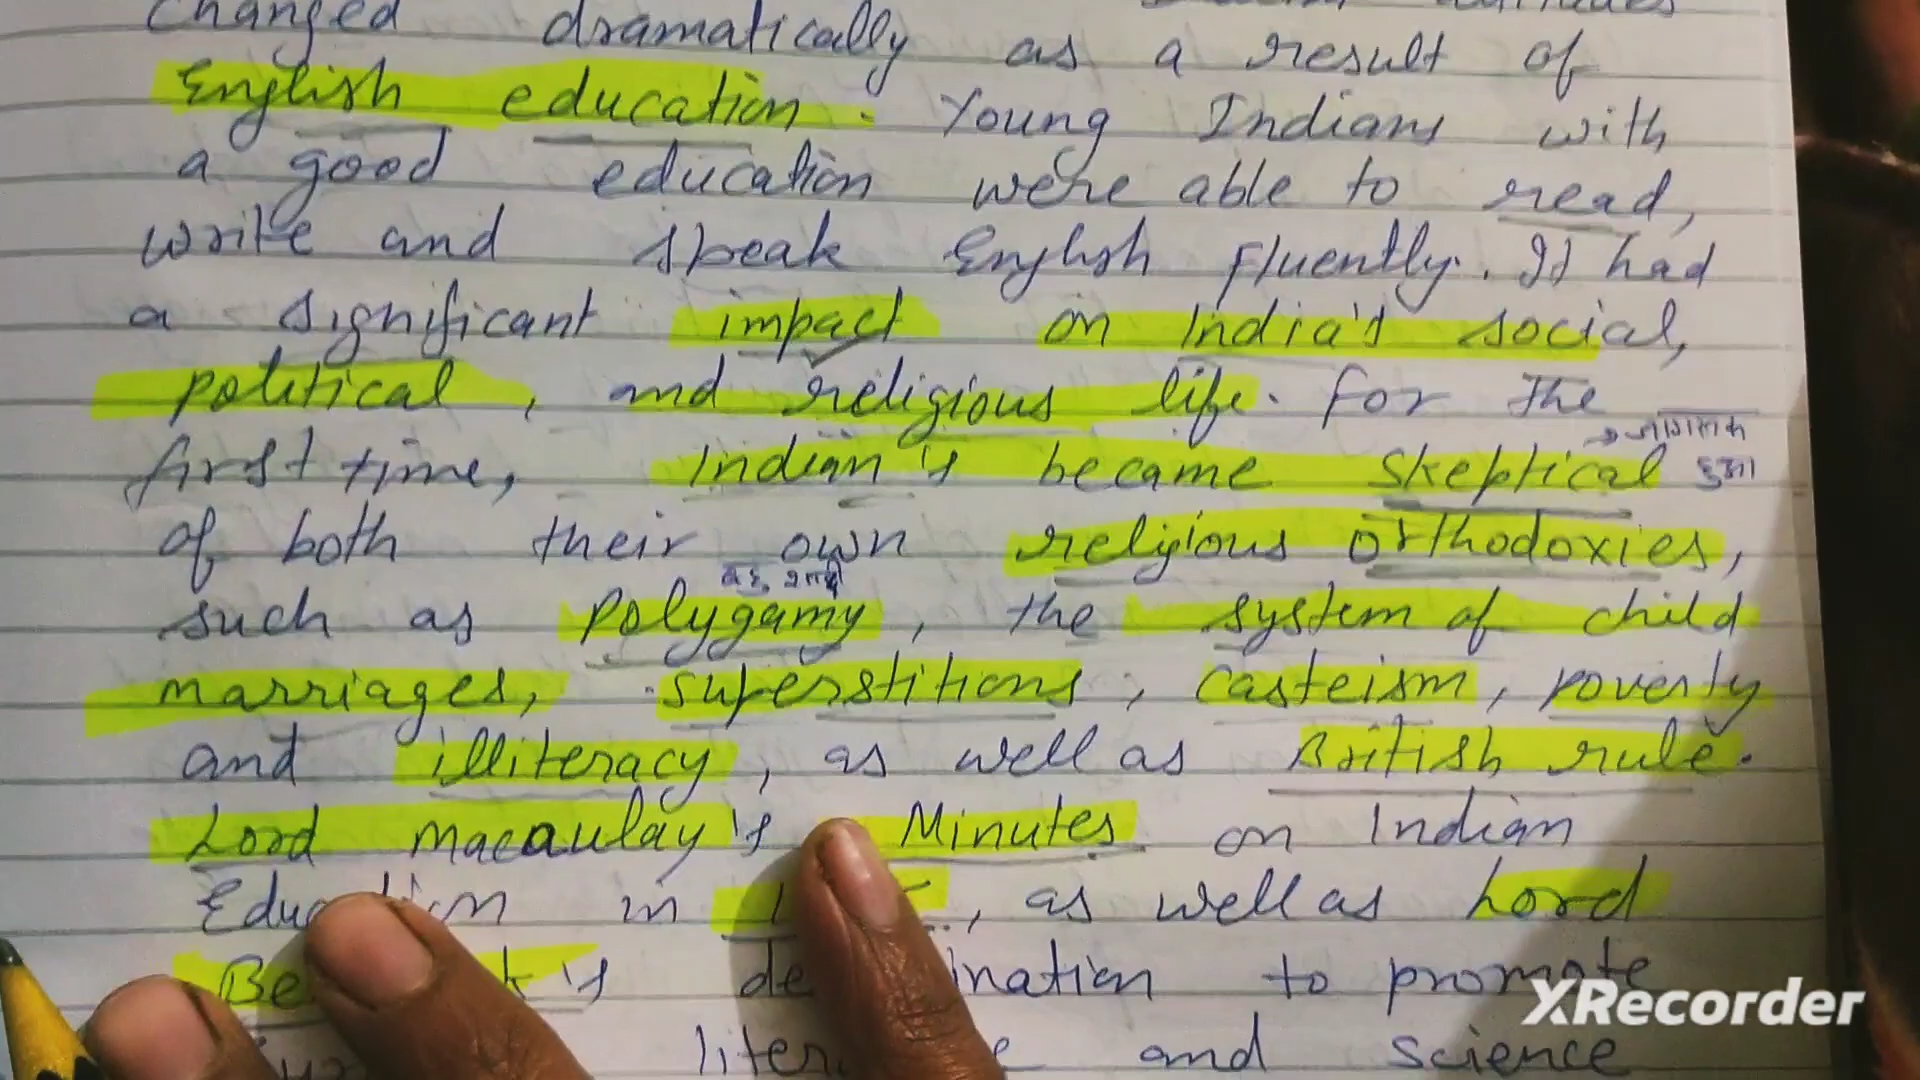 changed dramatically as a result of
English education. Young Indians with
a good education were able to read,
write and speak English fluently. It had
a significant impact on India's social,
political, and religious life. For the
first time, Indian's became skeptical
of both their own religious orthodoxies,
such as polygamy, the system of child
marriages, superstitions, casteism, poverty
and illiteracy, as well as British rule.
Lord Macaulay's Minutes on Indian
in , as well as Lord
to promote
and science
XRecorder